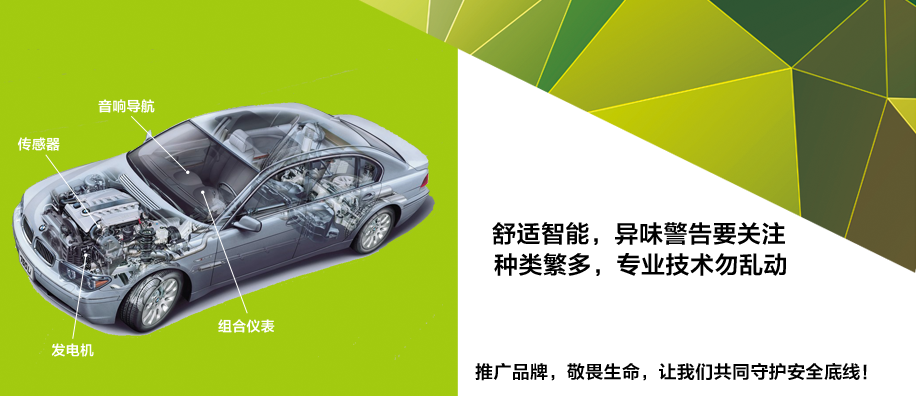 音响导航
传感器
组合仪表
发电机
舒适智能，异味警告要关注
种类繁多，专业技术勿乱动
推广品牌，敬畏生命，让我们共同守护安全底线！